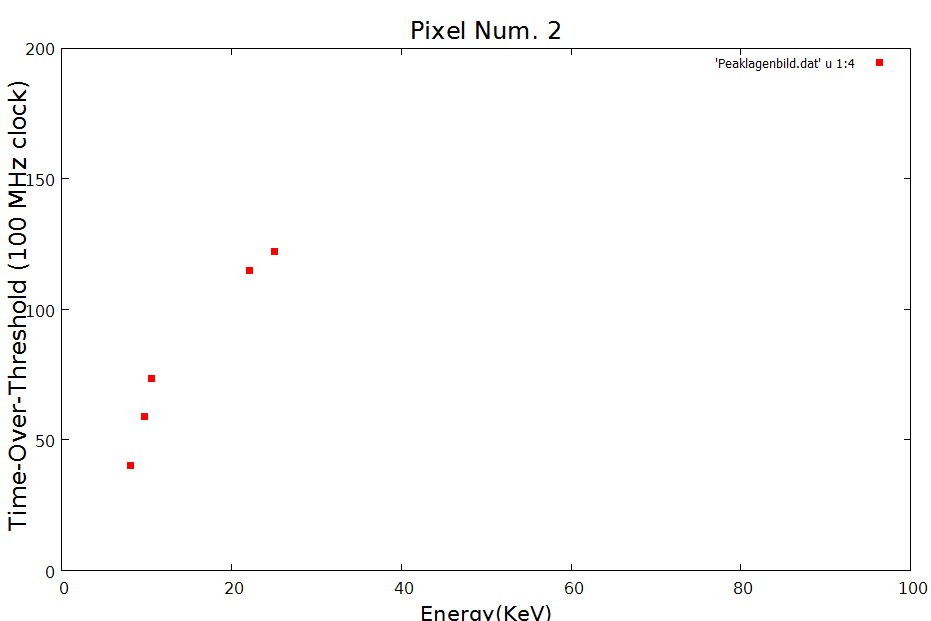 Pixel Num. 2
200
'Peaklagenbild.dat' u 1:4
150
100
50
0
Time-Over-Threshold (100 MHz clock)
0 20 40 60 80 100
Energy(KeV)